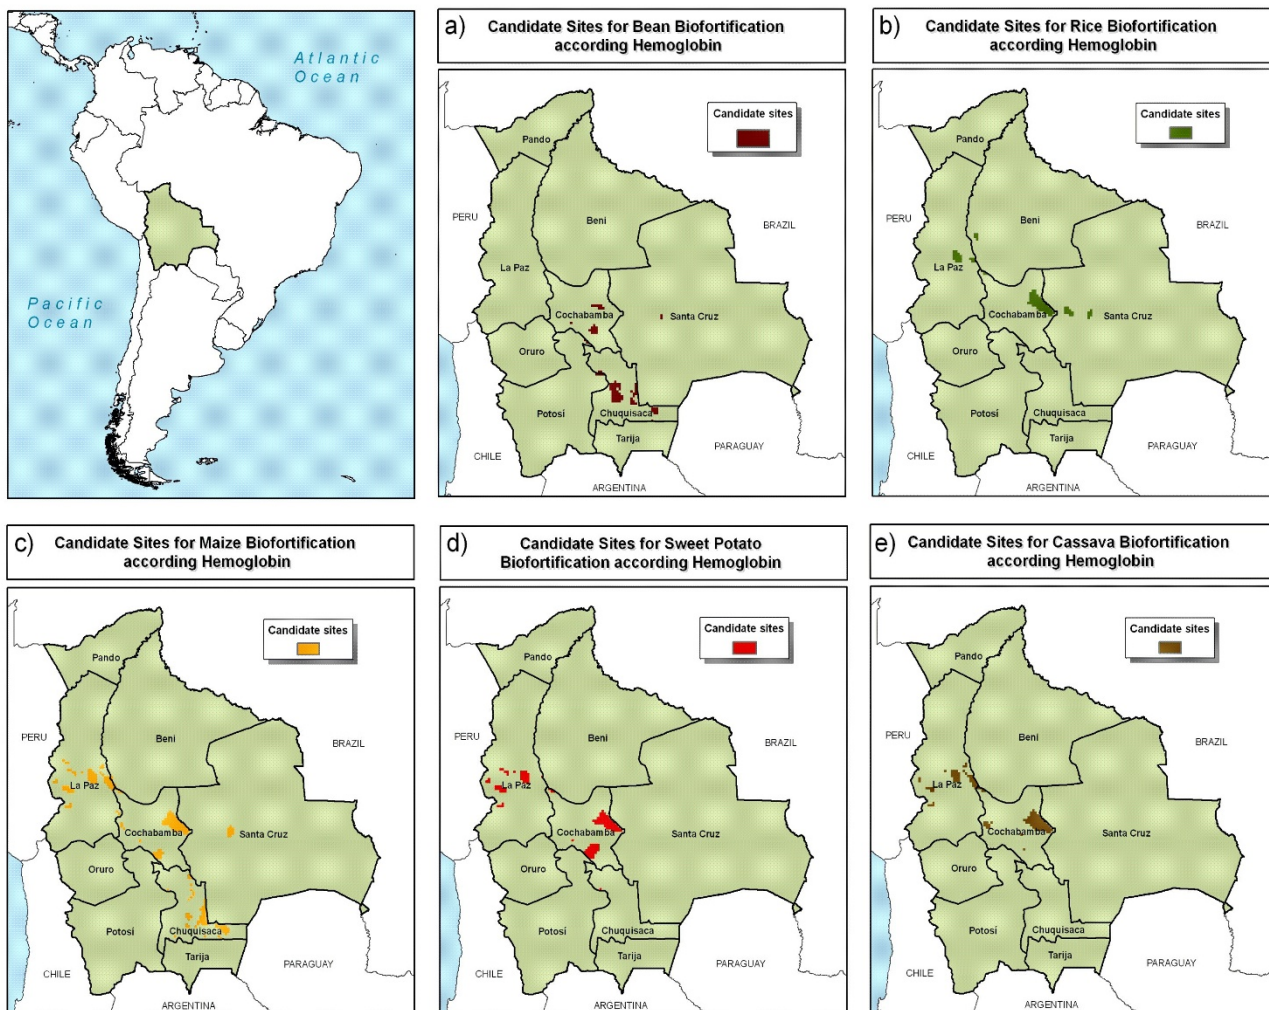 Atlantic
Ocean
Pacific
Ocean
a)
Candidate Sites for Bean Biofortification
according Hemoglobin
Candidate sites
Pando
PERU
Beni
BRAZIL
La Paz
Cochabamba
Santa Cruz
Oruro
Potosí
Chuquisaca
Tarija
PARAGUAY
CHILE
ARGENTINA
b)
Candidate Sites for Rice Biofortification
according Hemoglobin
Candidate sites
Pando
PERU
Beni
BRAZIL
La Paz
Cochabamba
Santa Cruz
Oruro
Potosí
Chuquisaca
Tarija
PARAGUAY
CHILE
ARGENTINA
c)
Candidate Sites for Maize Biofortification
according Hemoglobin
Candidate sites
Pando
PERU
Beni
BRAZIL
La Paz
Cochabamba
Santa Cruz
Oruro
Potosí
Chuquisaca
Tarija
PARAGUAY
CHILE
ARGENTINA
d)
Candidate Sites for Sweet Potato
Biofortification according Hemoglobin
Candidate sites
Pando
PERU
Beni
BRAZIL
La Paz
Cochabamba
Santa Cruz
Oruro
Potosí
Chuquisaca
Tarija
PARAGUAY
CHILE
ARGENTINA
e)
Candidate Sites for Cassava Biofortification
according Hemoglobin
Candidate sites
Pando
PERU
Beni
BRAZIL
La Paz
Cochabamba
Santa Cruz
Oruro
Potosí
Chuquisaca
Tarija
PARAGUAY
CHILE
ARGENTINA